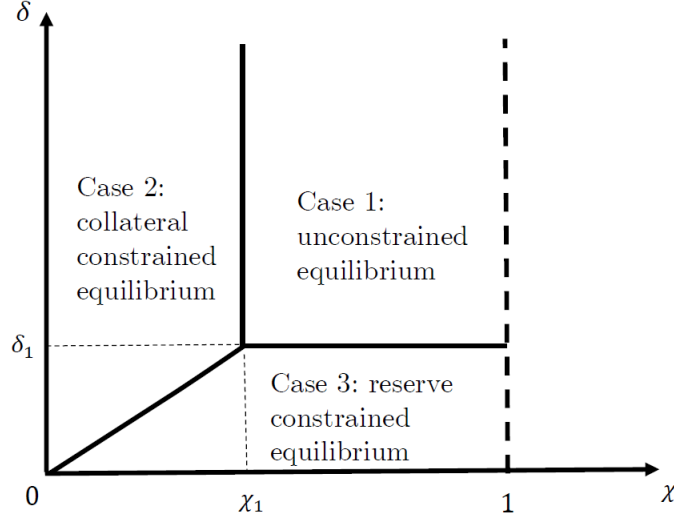 δ
Case 2:
collateral
constrained
equilibrium
Case 1:
unconstrained
equilibrium
δ₁
Case 3: reserve
constrained
equilibrium
0
χ₁
1
χ